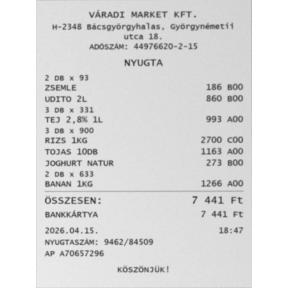 VÁRADI MARKET KFT.
H-2348 Bácsgyörgyhalas, Györgynémetii
utca 18.
ADÓSZÁM: 44976620-2-15
NYUGTA
2 DB x 93
ZSEMLE 186 B00
UDITO 2L 860 B00
3 DB x 331
TEJ 2,8% 1L 993 A00
3 DB x 900
RIZS 1KG 2700 C00
TOJAS 10DB 1163 A00
JOGHURT NATUR 273 B00
2 DB x 633
BANAN 1KG 1266 A00
ÖSSZESEN: 7 441 Ft
BANKKÁRTYA 7 441 Ft
2026.04.15. 18:47
NYUGTASZÁM: 9462/84509
AP A70657296
KÖSZÖNJÜK!